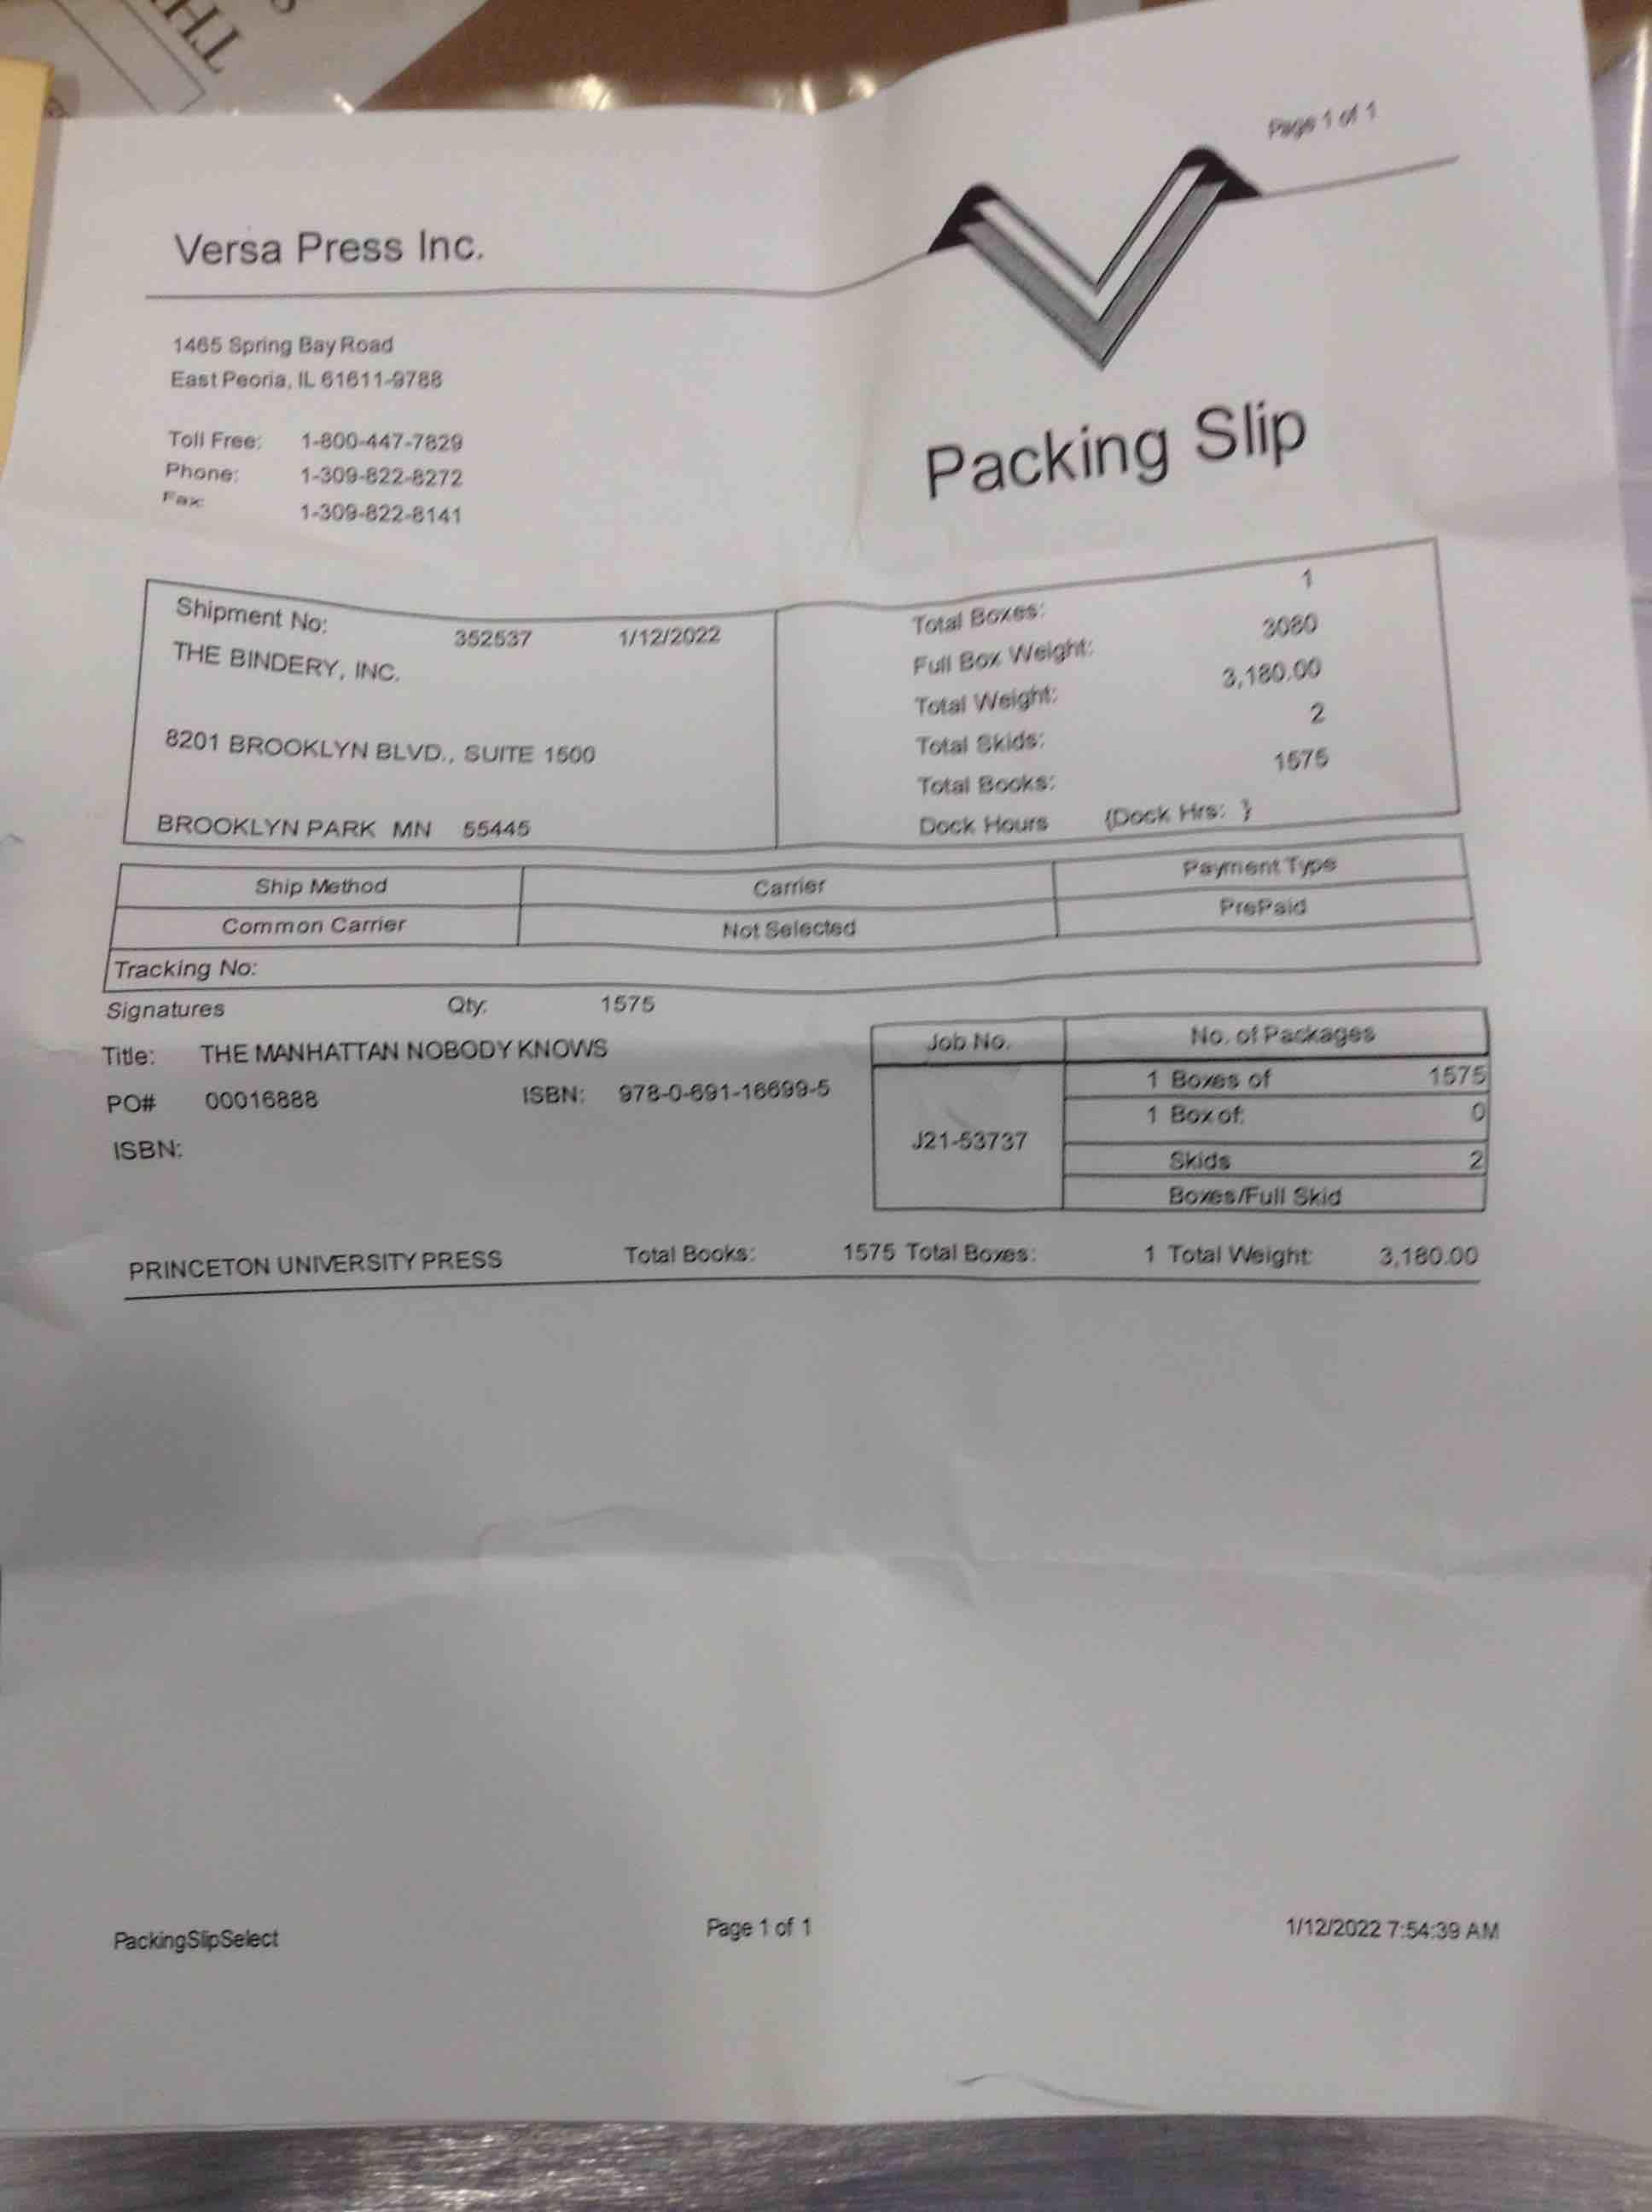 TH
Page 1 of 1
Versa Press Inc.
1465 Spring Bay Road
East Peoria, IL 61611-9788
Toll Free: 1-800-447-7829
Phone: 1-309-822-8272
Fax: 1-309-822-8141
Packing Slip
Shipment No: 352537 1/12/2022
THE BINDERY, INC.
8201 BROOKLYN BLVD., SUITE 1500
BROOKLYN PARK MN 55445
Total Boxes: 1
Full Box Weight: 3080
Total Weight: 3,180.00
Total Skids: 2
Total Books: 1575
Dock Hours {Dock Hrs: }
Ship Method Carrier Payment Type
Common Carrier Not Selected PrePaid
Tracking No:
Signatures Qty: 1575
Title: THE MANHATTAN NOBODY KNOWS
PO# 00016888 ISBN: 978-0-691-16699-5
ISBN:
Job No. No. of Packages
J21-53737
1 Boxes of 1575
1 Box of: 0
Skids 2
Boxes/Full Skid
PRINCETON UNIVERSITY PRESS Total Books: 1575 Total Boxes: 1 Total Weight: 3,180.00
PackingSlipSelect Page 1 of 1 1/12/2022 7:54:39 AM